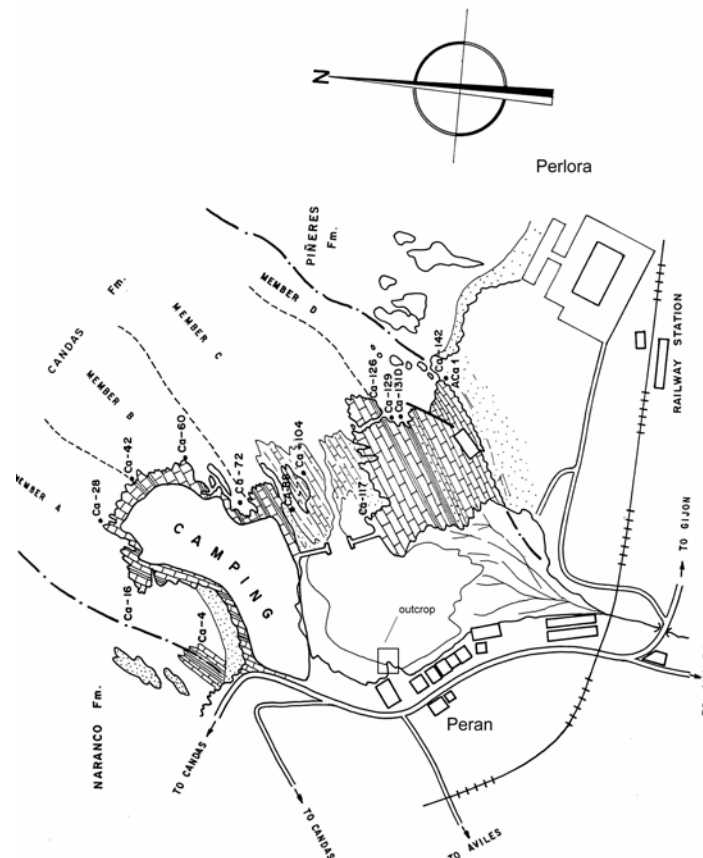 N
Perlora
PIÑERES
Fm.
MEMBER D
CANDAS Fm.
MEMBER C
MEMBER B
MEMBER A
Ca-126
Ca-129
Ca-131D
Ca-142
ACa 1
RAILWAY STATION
Ca-60
Ca-42
Ca-28
Ca-72
Ca-104
Ca-117
CAMPING
Ca-16
Ca-4
TO GIJON
outcrop
NARANCO Fm.
TO CANDAS
Peran
TO CANDAS
TO AVILES